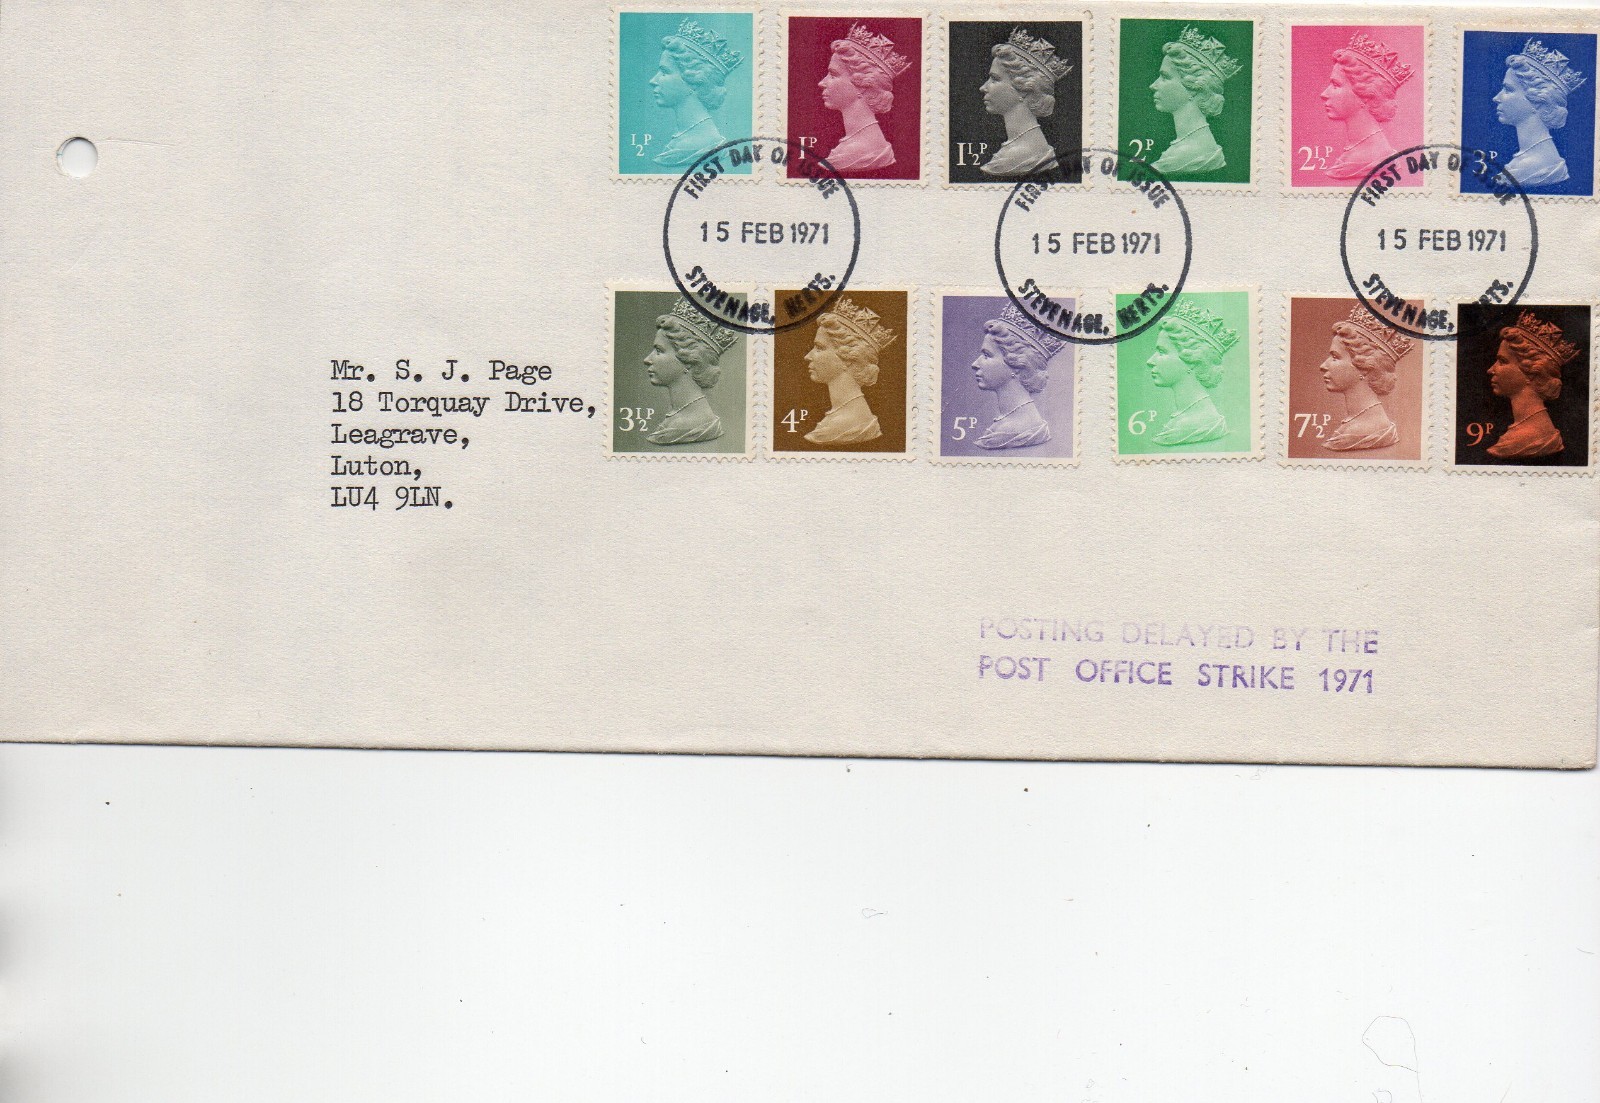 ½P
1P
1½P
2P
2½P
3P
FIRST DAY OF ISSUE
15 FEB 1971
STEVENAGE, HERTS.
FIRST DAY OF ISSUE
15 FEB 1971
STEVENAGE, HERTS.
FIRST DAY OF ISSUE
15 FEB 1971
STEVENAGE, HERTS.
3½P
4P
5P
6P
7½P
9P
Mr. S. J. Page
18 Torquay Drive,
Leagrave,
Luton,
LU4 9LN.
POSTING DELAYED BY THE
POST OFFICE STRIKE 1971